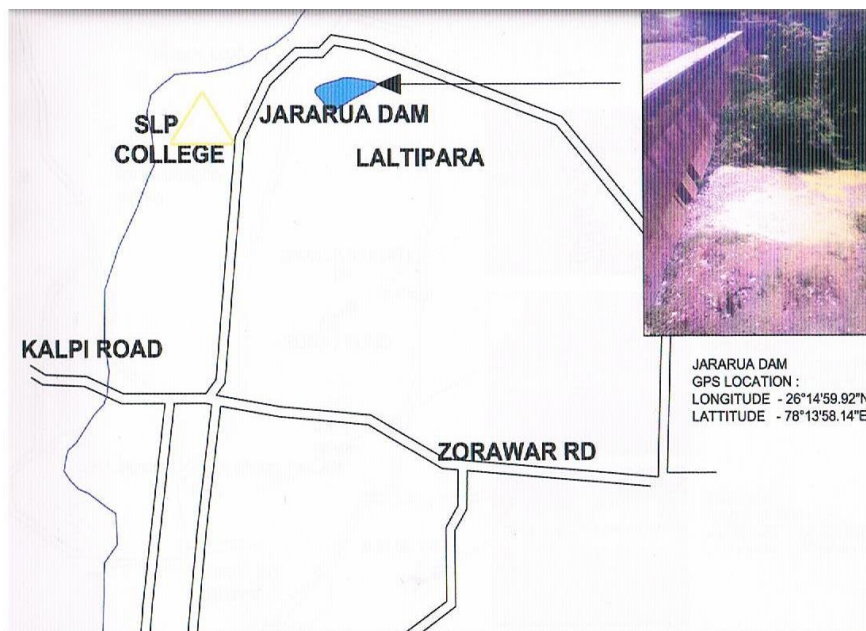 SLP
COLLEGE
JARARUA DAM
LALTIPARA
KALPI ROAD
ZORAWAR RD
JARARUA DAM
GPS LOCATION :
LONGITUDE - 26°14'59.92"N
LATTITUDE - 78°13'58.14"E